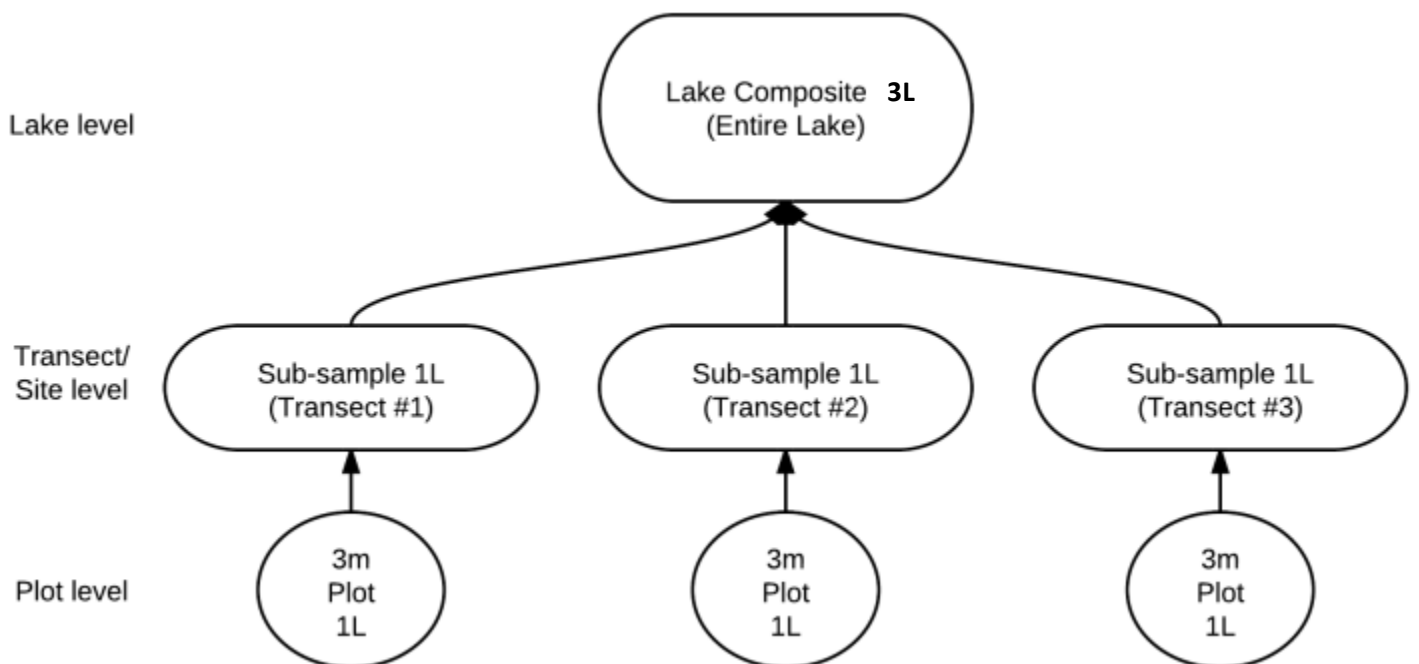 Lake level
Lake Composite 3L
(Entire Lake)
Transect/
Site level
Sub-sample 1L
(Transect #1)
Sub-sample 1L
(Transect #2)
Sub-sample 1L
(Transect #3)
Plot level
3m
Plot
1L
3m
Plot
1L
3m
Plot
1L